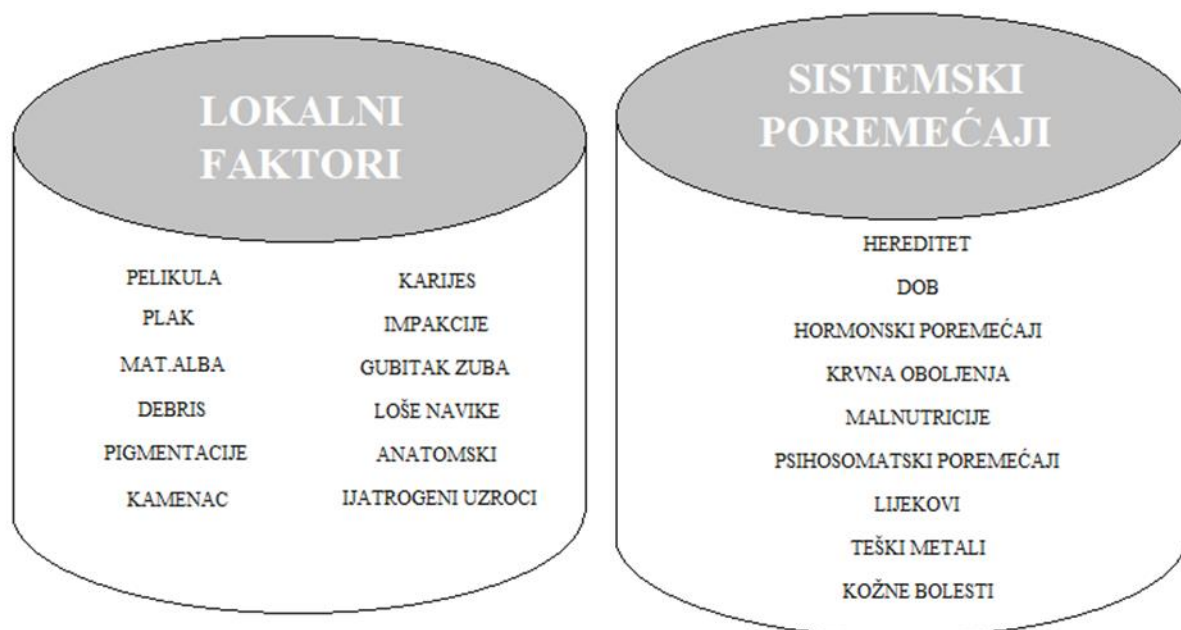 LOKALNI
FAKTORI
PELIKULA
PLAK
MAT.ALBA
DEBRIS
PIGMENTACIJE
KAMENAC
KARIJES
IMPAKCIJE
GUBITAK ZUBA
LOŠE NAVIKE
ANATOMSKI
IJATROGENI UZROCI
SISTEMSKI
POREMEĆAJI
HEREDITET
DOB
HORMONSKI POREMEĆAJI
KRVNA OBOLJENJA
MALNUTRICIJE
PSIHOSOMATSKI POREMEĆAJI
LIJEKOVI
TEŠKI METALI
KOŽNE BOLESTI